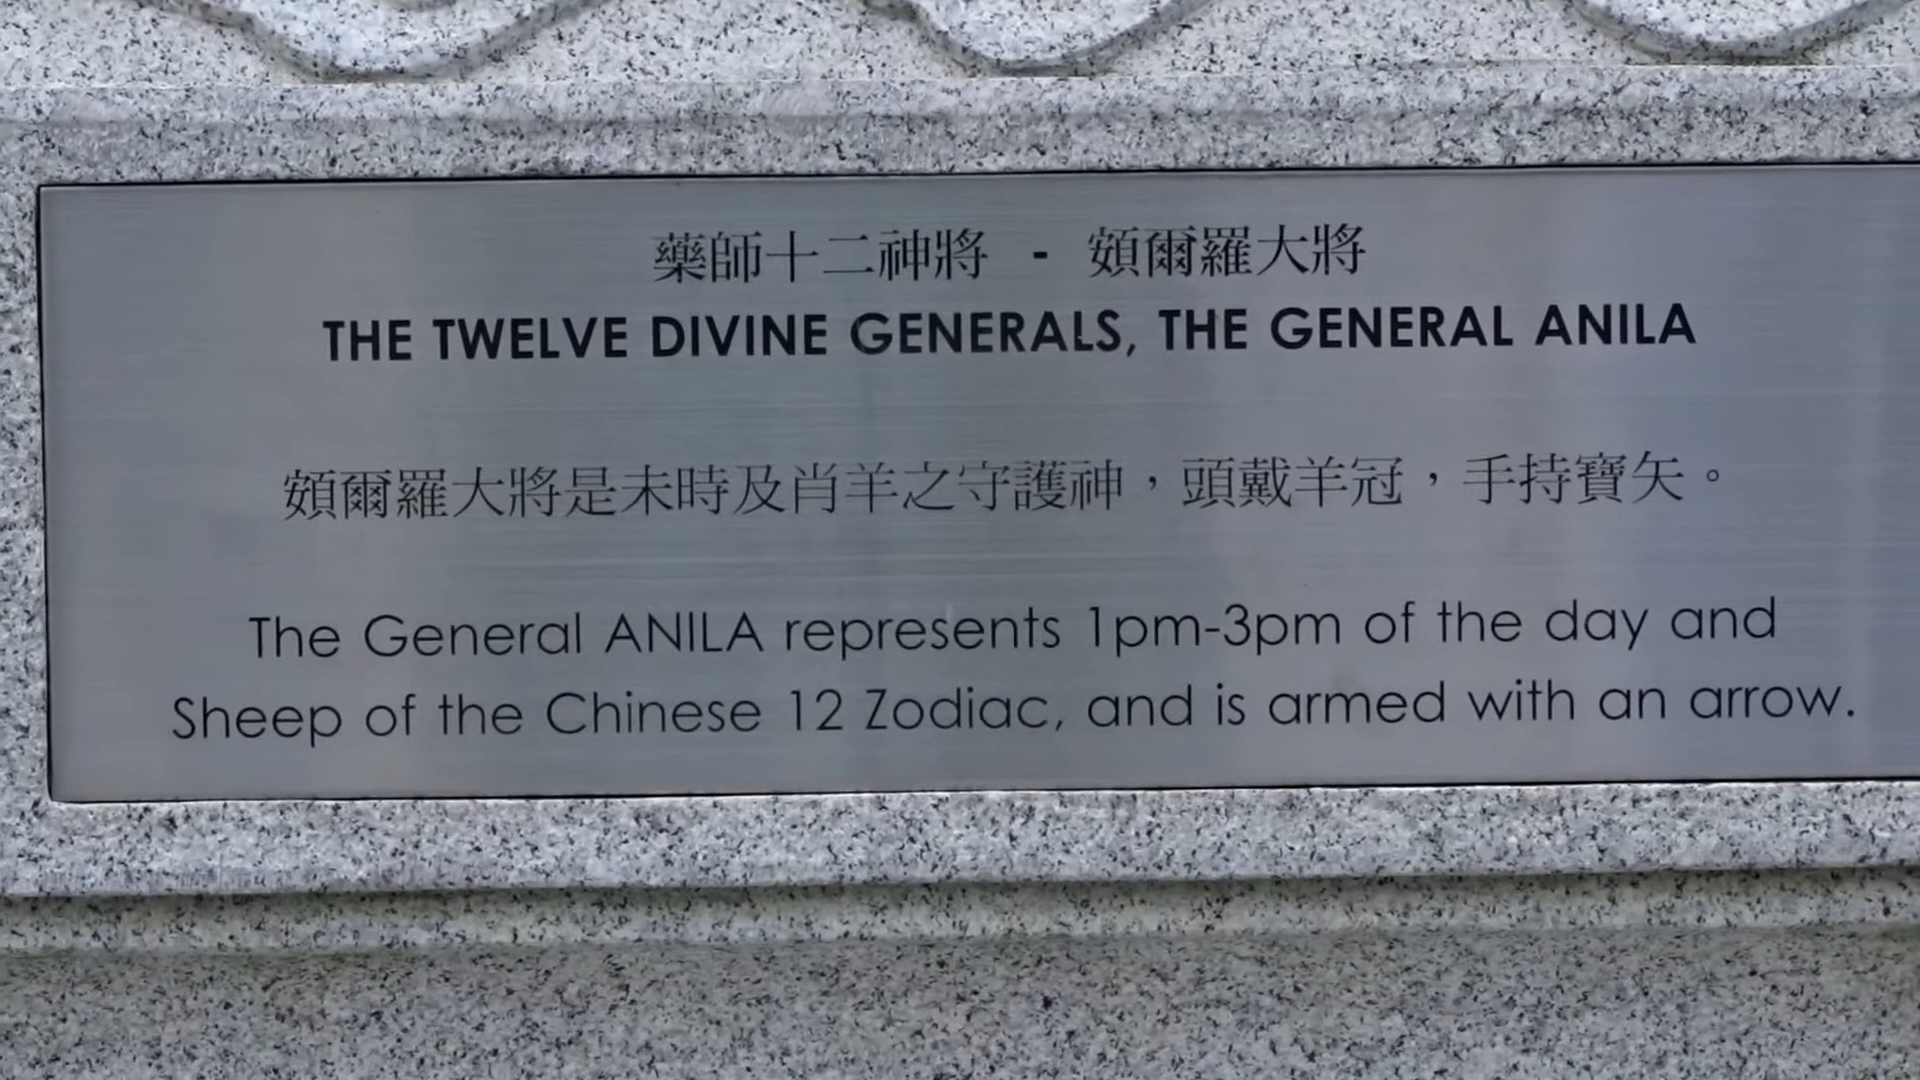 藥師十二神將 - 頞爾羅大將
THE TWELVE DIVINE GENERALS, THE GENERAL ANILA
頞爾羅大將是未時及肖羊之守護神，頭戴羊冠，手持寶矢。
The General ANILA represents 1pm-3pm of the day and
Sheep of the Chinese 12 Zodiac, and is armed with an arrow.